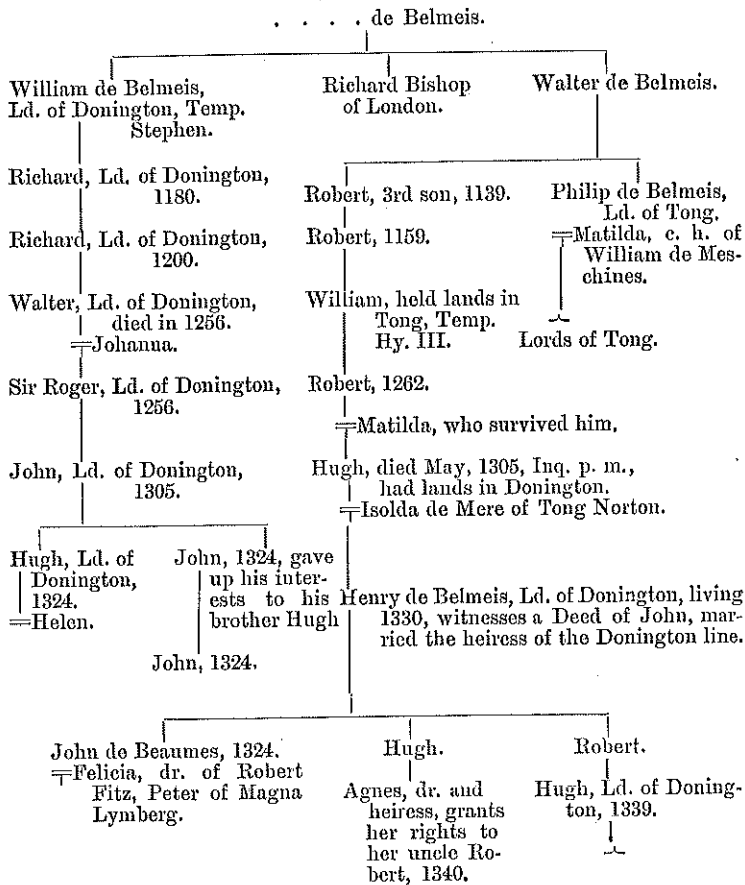 . . . . de Belmeis.
William de Belmeis,
Ld. of Donington, Temp.
Stephen.
Richard Bishop
of London.
Walter de Belmeis.
Richard, Ld. of Donington,
1180.
Robert, 3rd son, 1139.
Philip de Belmeis,
Ld. of Tong.
Richard, Ld. of Donington,
1200.
Robert, 1159.
╤Matilda, c. h. of
William de Mes-
chines.
Walter, Ld. of Donington,
died in 1256.
╤Johanna.
William, held lands in
Tong, Temp.
Hy. III.
Lords of Tong.
Sir Roger, Ld. of Donington,
1256.
Robert, 1262.
╤Matilda, who survived him.
John, Ld. of Donington,
1305.
Hugh, died May, 1305, Inq. p. m.,
had lands in Donington.
╤Isolda de Mere of Tong Norton.
Hugh, Ld. of
Donington,
1324.
=Helen.
John, 1324, gave
up his inter-
ests to his
brother Hugh
John, 1324.
Henry de Belmeis, Ld. of Donington, living
1330, witnesses a Deed of John, mar-
ried the heiress of the Donington line.
John de Beaumes, 1324.
╤Felicia, dr. of Robert
Fitz, Peter of Magna
Lymberg.
Hugh.
Agnes, dr. and
heiress, grants
her rights to
her uncle Ro-
bert, 1340.
Robert.
Hugh, Ld. of Doning-
ton, 1339.